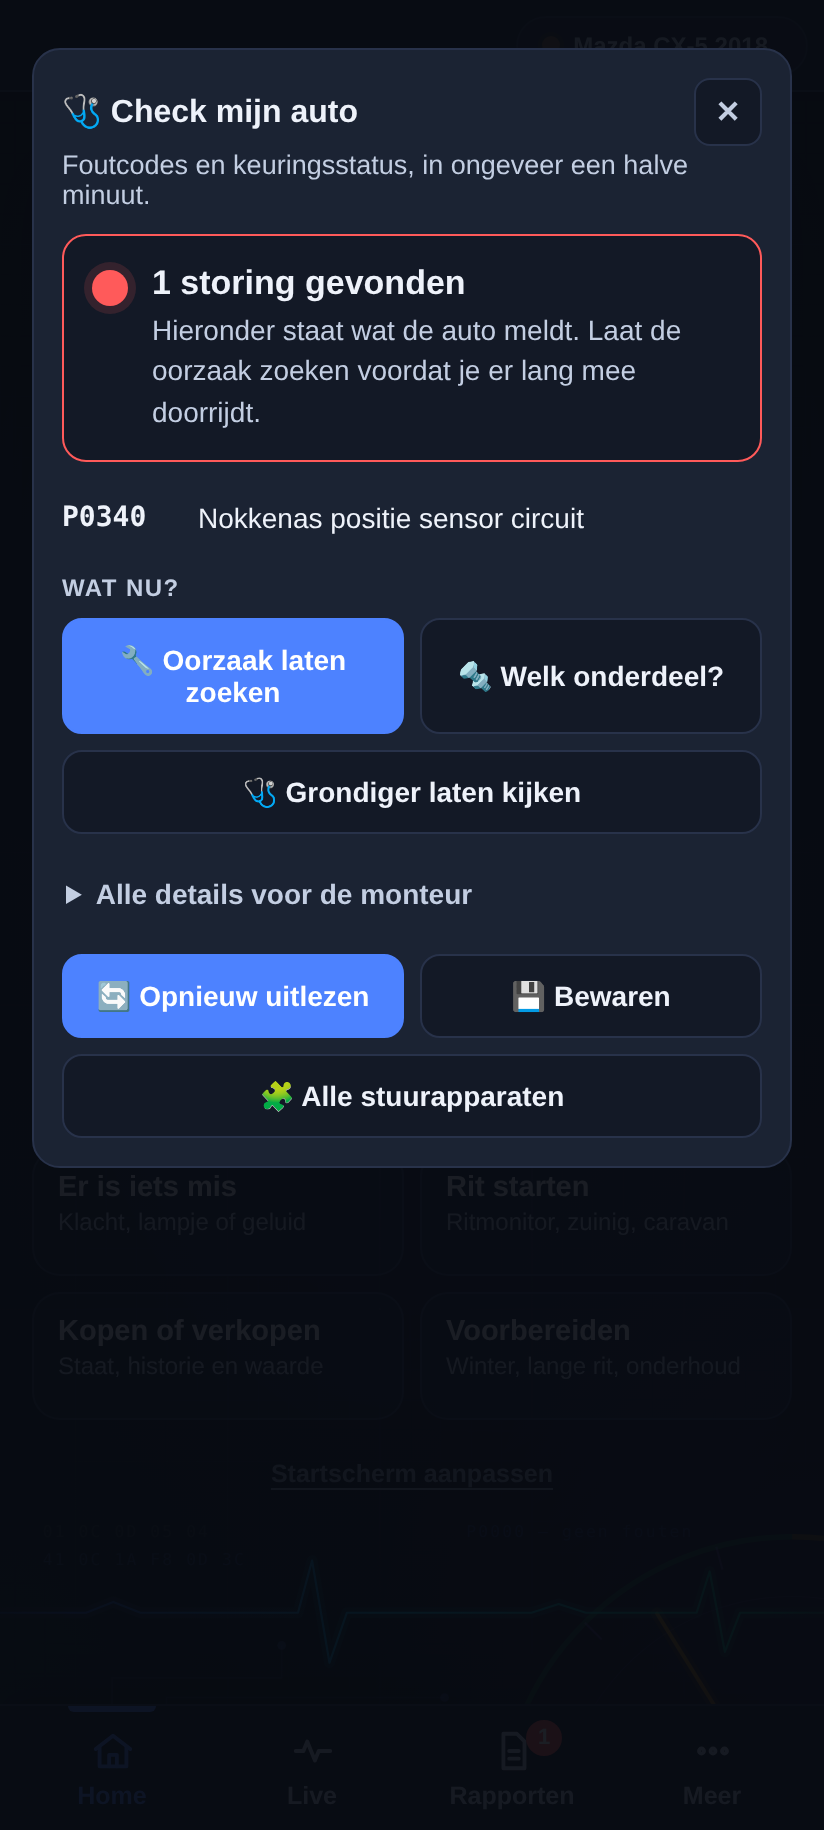 Mazda CX-5 2018
🩺 Check mijn auto
✕
Foutcodes en keuringsstatus, in ongeveer een halve
minuut.
1 storing gevonden
Hieronder staat wat de auto meldt. Laat de
oorzaak zoeken voordat je er lang mee
doorrijdt.
P0340 Nokkenas positie sensor circuit
WAT NU?
🔧 Oorzaak laten
zoeken
🔩 Welk onderdeel?
🩺 Grondiger laten kijken
▶ Alle details voor de monteur
🔄 Opnieuw uitlezen
💾 Bewaren
🧩 Alle stuurapparaten
Er is iets mis
Klacht, lampje of geluid
Rit starten
Ritmonitor, zuinig, caravan
Kopen of verkopen
Staat, historie en waarde
Voorbereiden
Winter, lange rit, onderhoud
Startscherm aanpassen
1
Home
Live
Rapporten
Meer